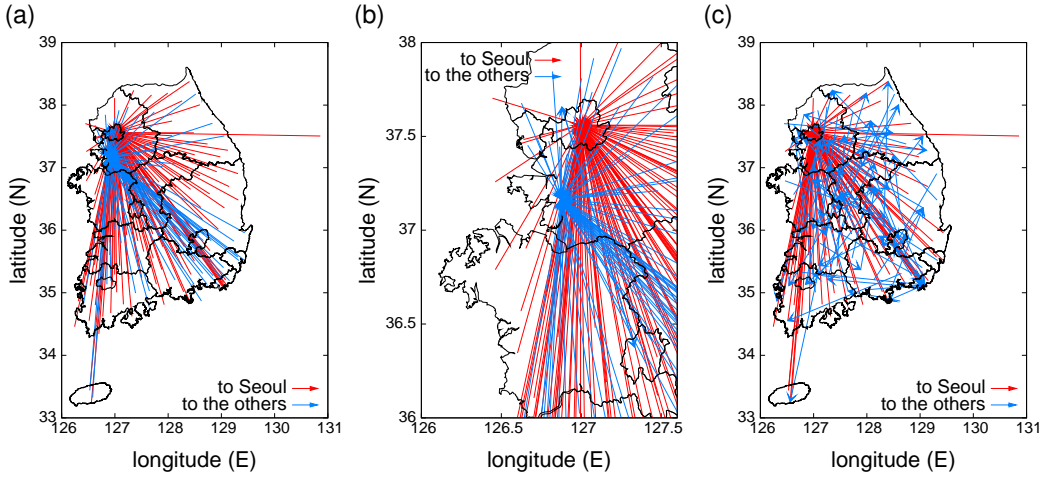 (a)
39
38
37
36
35
34
33
126
127
128
129
130
131
latitude (N)
longitude (E)
to Seoul
to the others
(b)
38
37.5
37
36.5
36
126
126.5
127
127.5
latitude (N)
longitude (E)
to Seoul
to the others
(c)
39
38
37
36
35
34
33
126
127
128
129
130
131
latitude (N)
longitude (E)
to Seoul
to the others